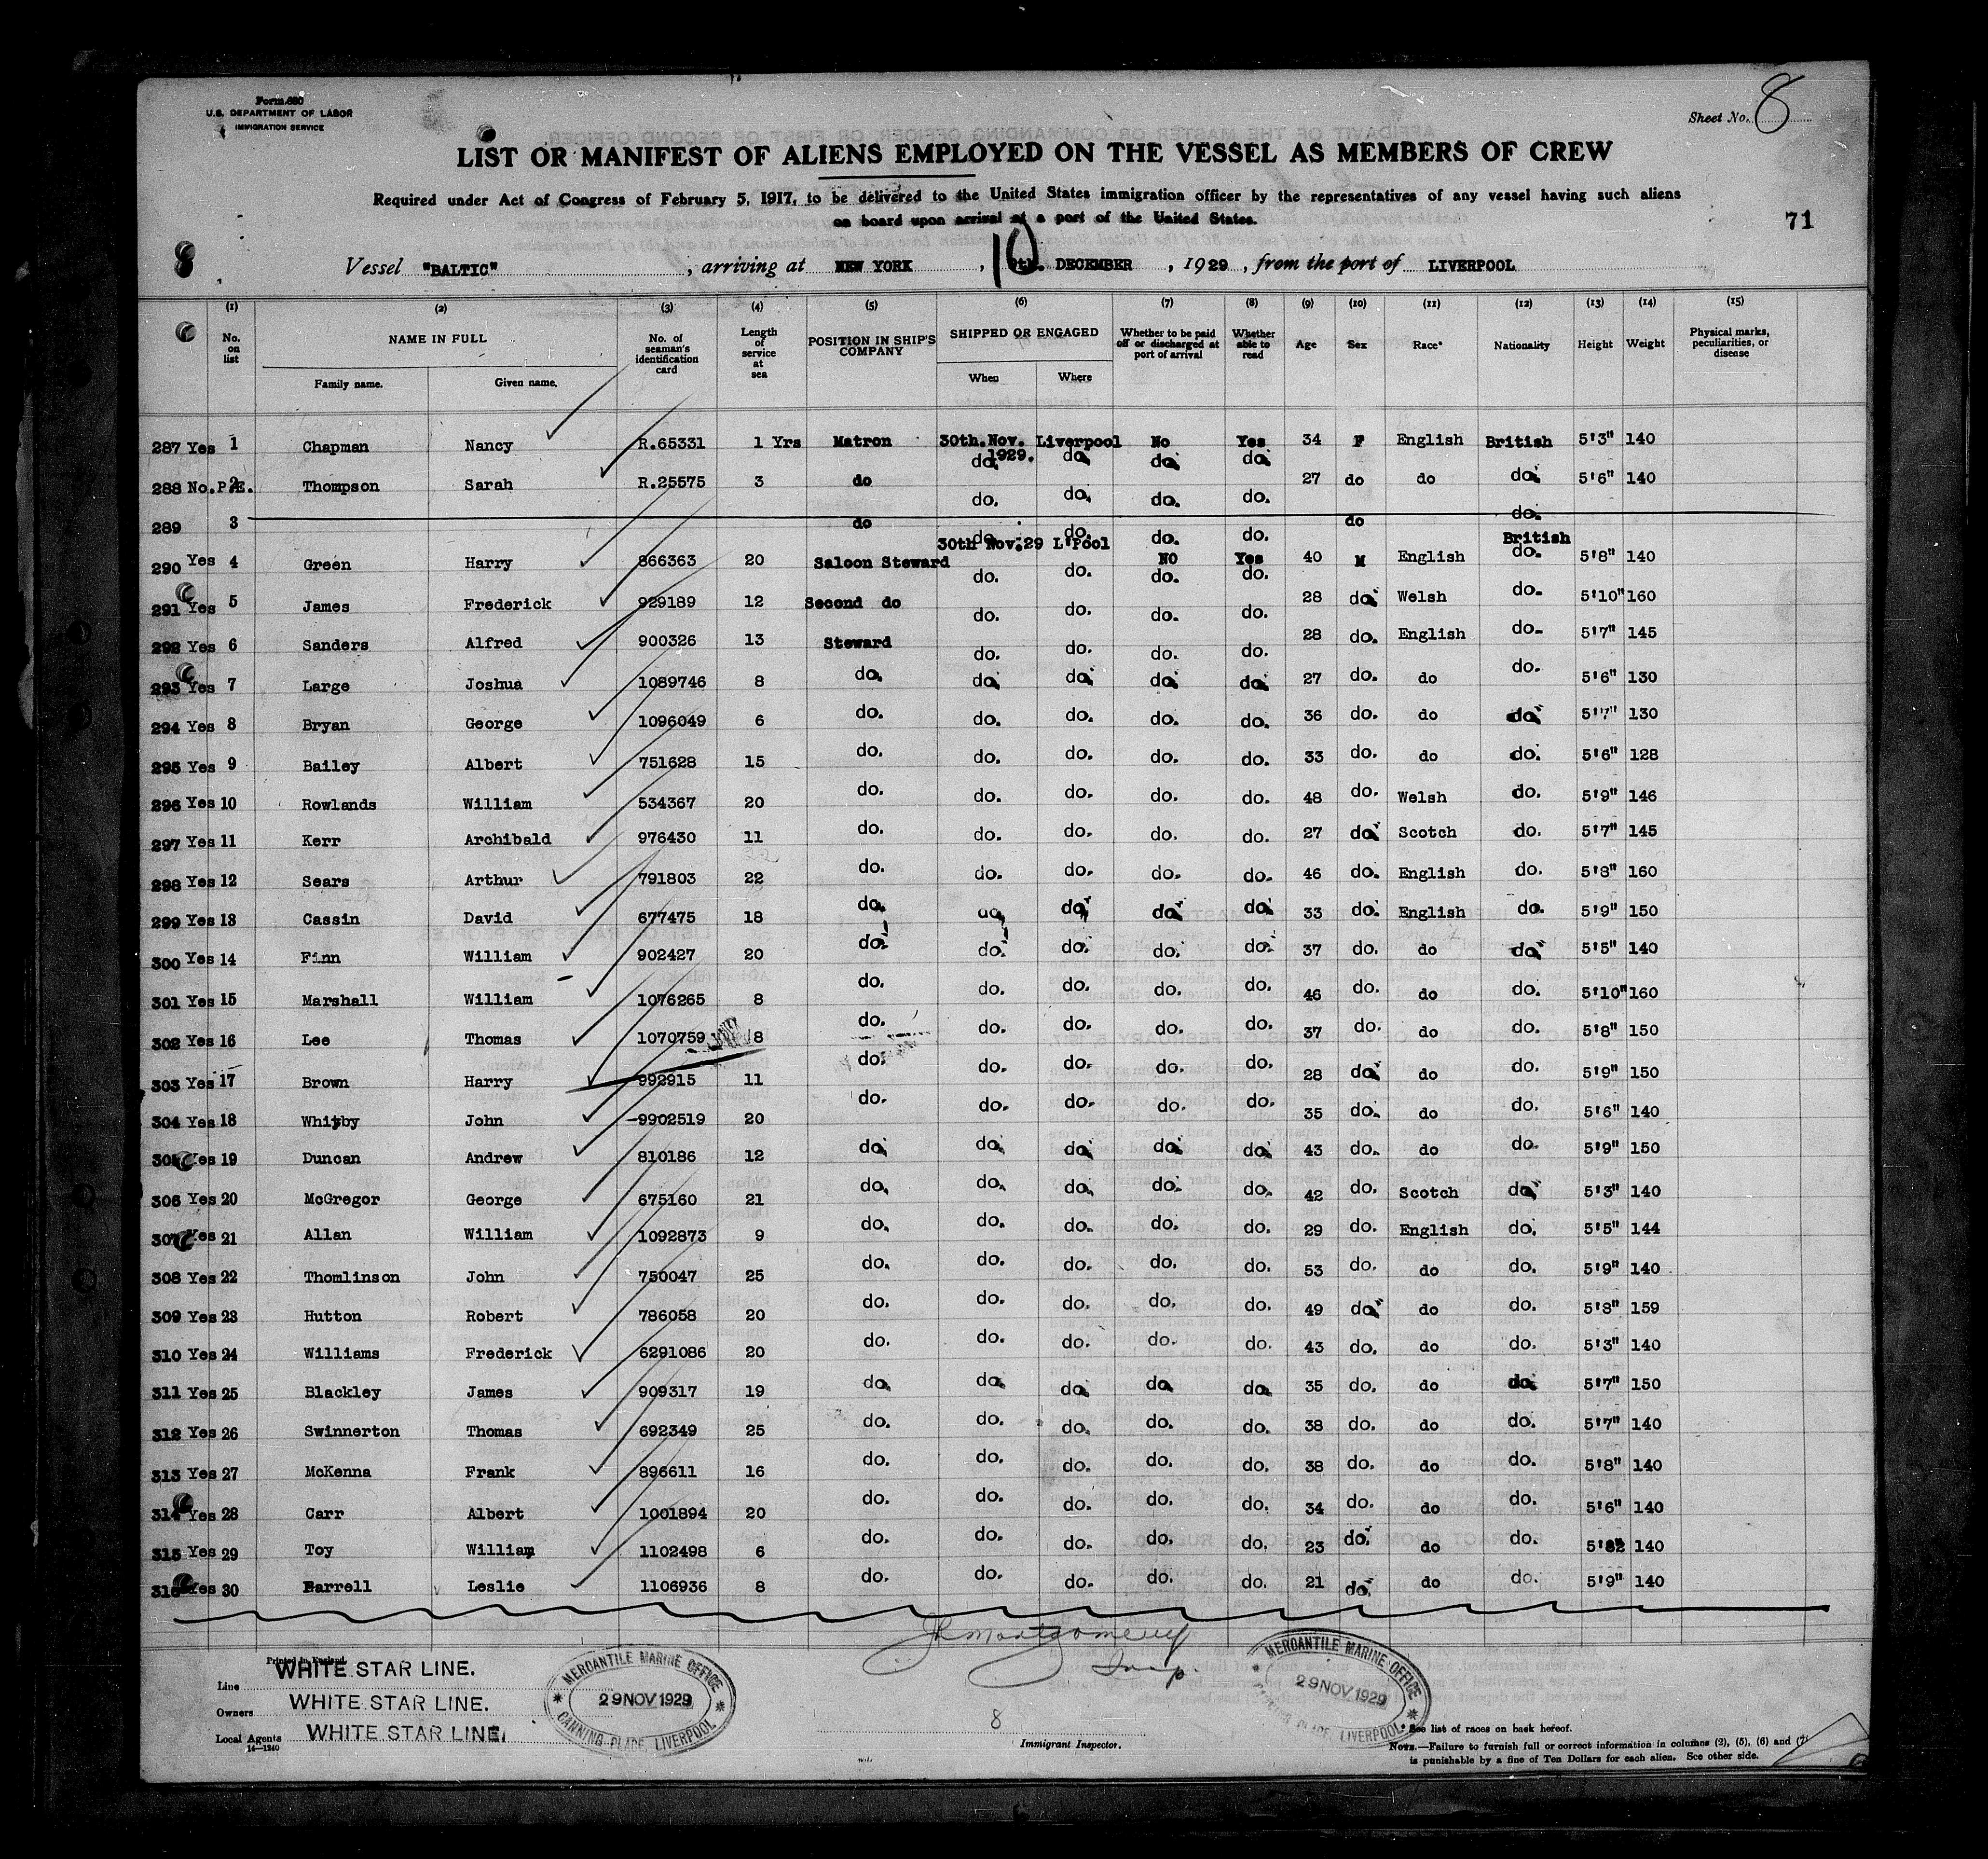 Form 680
U.S. DEPARTMENT OF LABOR
IMMIGRATION SERVICE
Sheet No. 8
LIST OR MANIFEST OF ALIENS EMPLOYED ON THE VESSEL AS MEMBERS OF CREW
Required under Act of Congress of February 5, 1917, to be delivered to the United States immigration officer by the representatives of any vessel having such aliens
on board upon arrival at a port of the United States.
71
Vessel "BALTIC", arriving at NEW YORK, 10 DECEMBER, 1929, from the port of LIVERPOOL
(1) (2) (3) (4) (5) (6) (7) (8) (9) (10) (11) (12) (13) (14) (15)
No. on list NAME IN FULL Family name. Given name. No. of seaman's identification card Length of service at sea POSITION IN SHIP'S COMPANY SHIPPED OR ENGAGED When Where Whether to be paid off or discharged at port of arrival Whether able to read Age Sex Race* Nationality Height Weight Physical marks, peculiarities, or disease
287 Yes 1 Chapman Nancy R.65331 1 Yrs Matron 30th.Nov. 1929. Liverpool No Yes 34 F English British 5'3" 140
do. do. do. do.
288 No.P.E. 2 Thompson Sarah R.25575 3 do 27 do do do. 5'6" 140
do. do. do. do.
289 3 do do do.
do. do. do. do.
290 Yes 4 Green Harry 866363 20 Saloon Steward 30th Nov.29 L'Pool NO Yes 40 M English British do. 5'8" 140
do. do. do. do.
291 Yes 5 James Frederick 929189 12 Second do do. do. do. do. 28 do. Welsh do. 5'10" 160
292 Yes 6 Sanders Alfred 900326 13 Steward do. do. do. do. 28 do. English do. 5'7" 145
293 Yes 7 Large Joshua 1089746 8 do. do. do. do. do. 27 do. do do. 5'6" 130
294 Yes 8 Bryan George 1096049 6 do. do. do. do. do. 36 do. do do. 5'7" 130
295 Yes 9 Bailey Albert 751628 15 do. do. do. do. do. 33 do. do do. 5'6" 128
296 Yes 10 Rowlands William 534367 20 do. do. do. do. do. 48 do. Welsh do. 5'9" 146
297 Yes 11 Kerr Archibald 976430 11 do. do. do. do. do. 27 do. Scotch do. 5'7" 145
298 Yes 12 Sears Arthur 791803 22 do. do. do. do. do. 46 do. English do. 5'8" 160
299 Yes 13 Cassin David 677475 18 do. do. do. do. do. 33 do. English do. 5'9" 150
300 Yes 14 Finn William 902427 20 do. do. do. do. do. 37 do. do do. 5'5" 140
301 Yes 15 Marshall William 1076265 8 do. do. do. do. do. 46 do. do do. 5'10" 160
302 Yes 16 Lee Thomas 1070759 8 do. do. do. do. do. 37 do. do do. 5'8" 150
303 Yes 17 Brown Harry 992915 11 do. do. do. do. do. 28 do. do do. 5'9" 150
304 Yes 18 Whitby John -9902519 20 do. do. do. do. do. 35 do. do do. 5'6" 140
305 Yes 19 Duncan Andrew 810186 12 do. do. do. do. do. 43 do. do do. 5'9" 150
306 Yes 20 McGregor George 675160 21 do. do. do. do. do. 42 do. Scotch do. 5'3" 140
307 Yes 21 Allan William 1092873 9 do. do. do. do. do. 29 do. English do. 5'5" 144
308 Yes 22 Thomlinson John 750047 25 do. do. do. do. do. 53 do. do do. 5'9" 140
309 Yes 23 Hutton Robert 786058 20 do. do. do. do. do. 49 do. do do. 5'8" 159
310 Yes 24 Williams Frederick 6291086 20 do. do. do. do. do. 43 do. do do. 5'3" 140
311 Yes 25 Blackley James 909317 19 do. do. do. do. do. 35 do. do do. 5'7" 150
312 Yes 26 Swinnerton Thomas 692349 25 do. do. do. do. do. 38 do. do do. 5'7" 140
313 Yes 27 McKenna Frank 896611 16 do. do. do. do. do. 38 do. do do. 5'8" 140
314 Yes 28 Carr Albert 1001894 20 do. do. do. do. do. 34 do. do do. 5'6" 140
315 Yes 29 Toy William 1102498 6 do. do. do. do. do. 23 do. do do. 5'8 140
316 Yes 30 Farrell Leslie 1106936 8 do. do. do. do. do. 21 do. do do. 5'9" 140
Montgomery
Insp.
Printed in England
Line WHITE STAR LINE.
Owners WHITE STAR LINE.
Local Agents WHITE STAR LINE.
14—1240
MERCANTILE MARINE OFFICE
29 NOV 1929
CANNING PLACE LIVERPOOL
8
Immigrant Inspector.
MERCANTILE MARINE OFFICE
29 NOV 1929
CANNING PLACE LIVERPOOL
* See list of races on back hereof.
NOTE.—Failure to furnish full or correct information in columns (2), (5), (6) and (7)
is punishable by a fine of Ten Dollars for each alien. See other side.